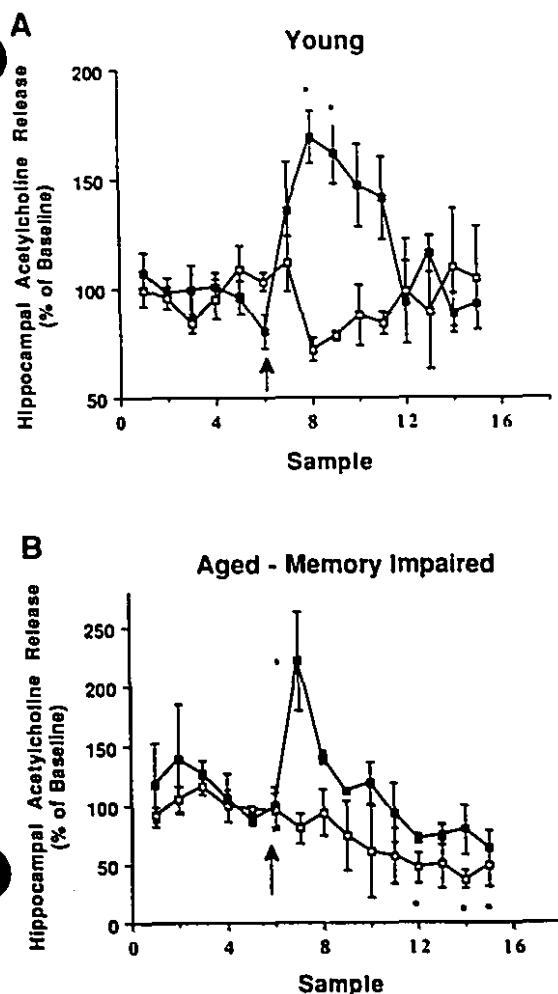 A
Young
Hippocampal Acetylcholine Release
(% of Baseline)
200
150
100
50
0
4
8
12
16
Sample
B
Aged - Memory Impaired
Hippocampal Acetylcholine Release
(% of Baseline)
250
200
150
100
50
0
0
4
8
12
16
Sample